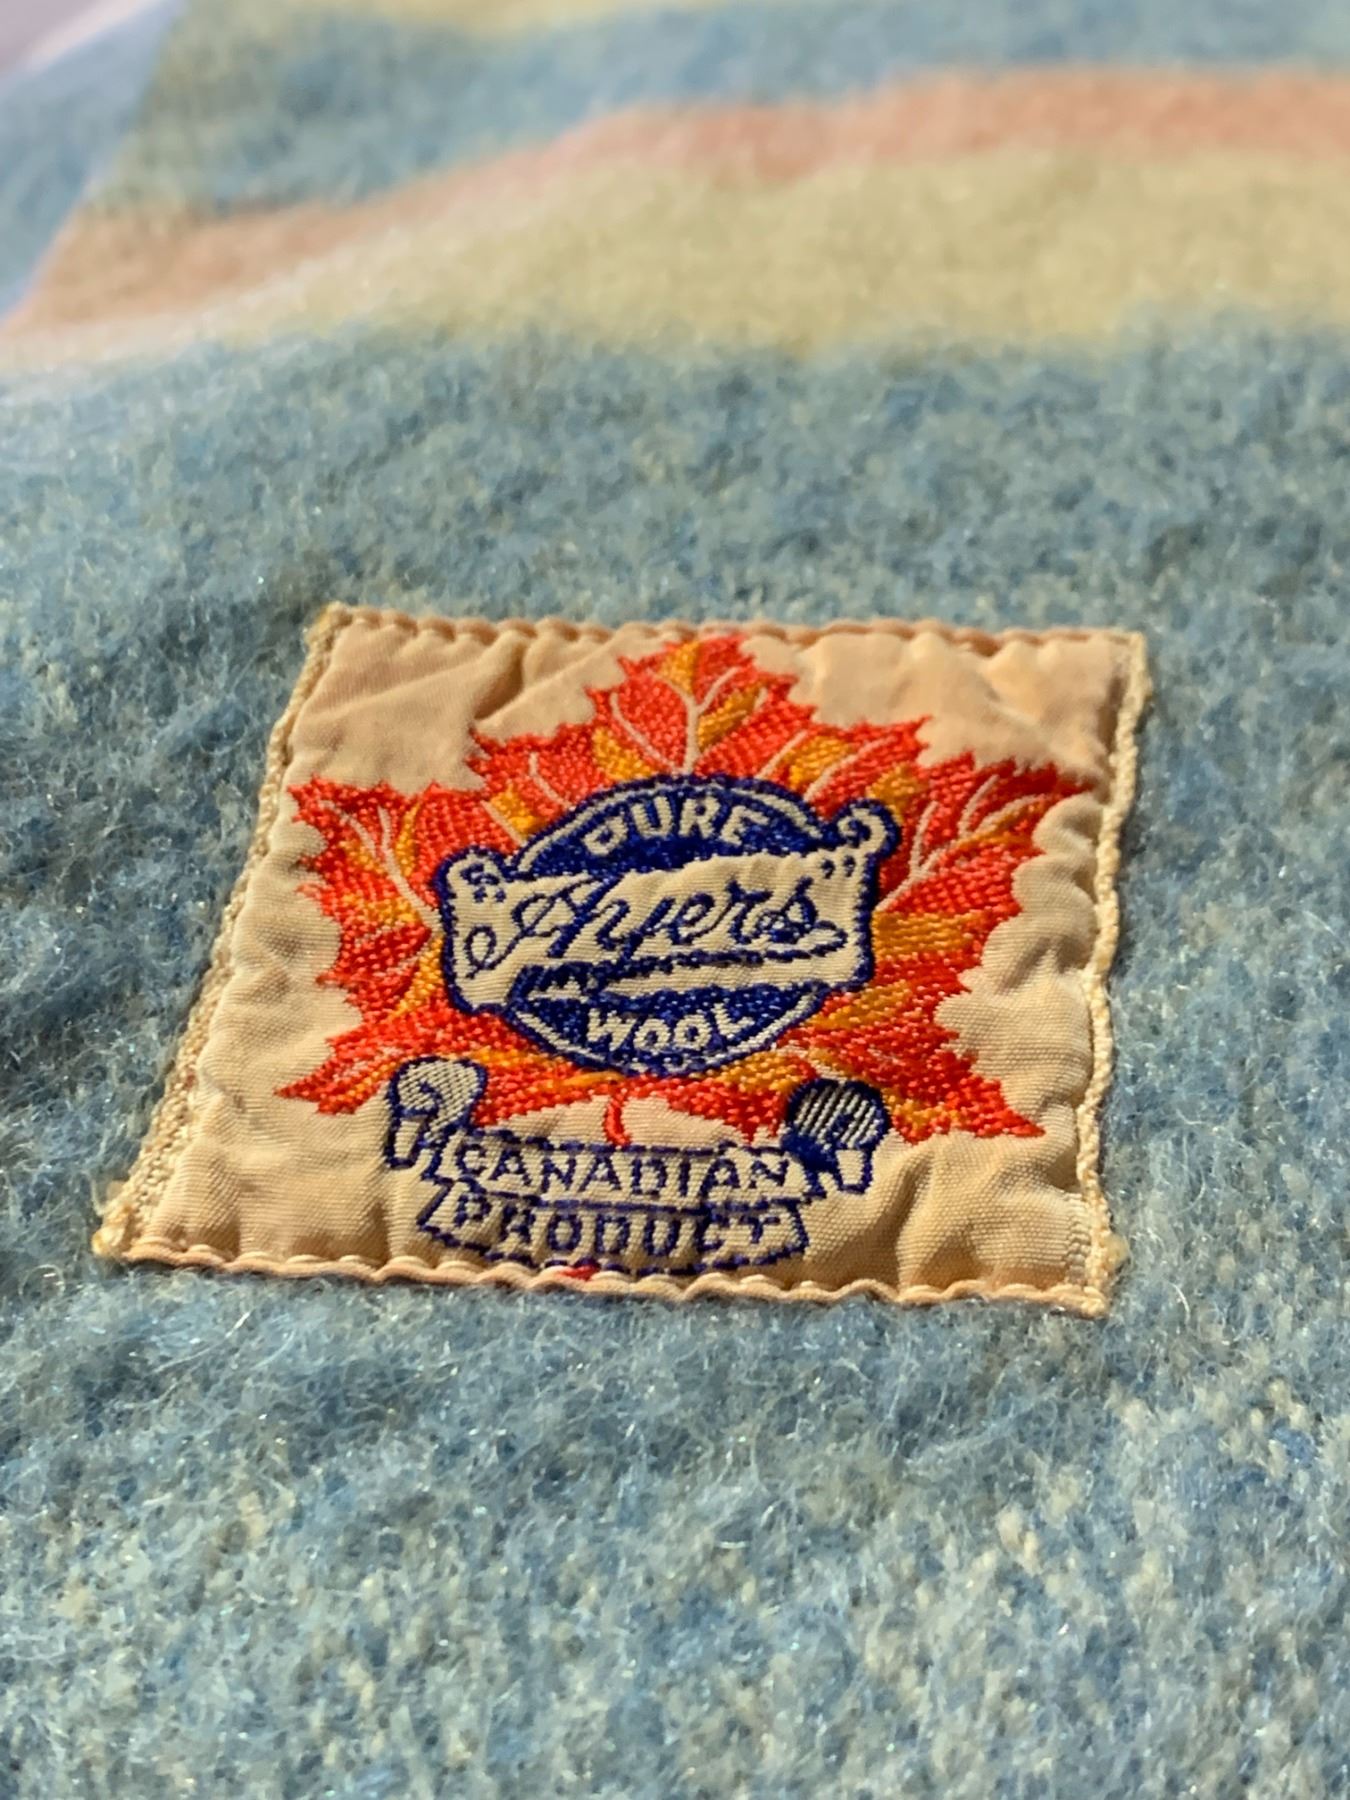 PURE
"Ayers"
WOOL
CANADIAN
PRODUCT